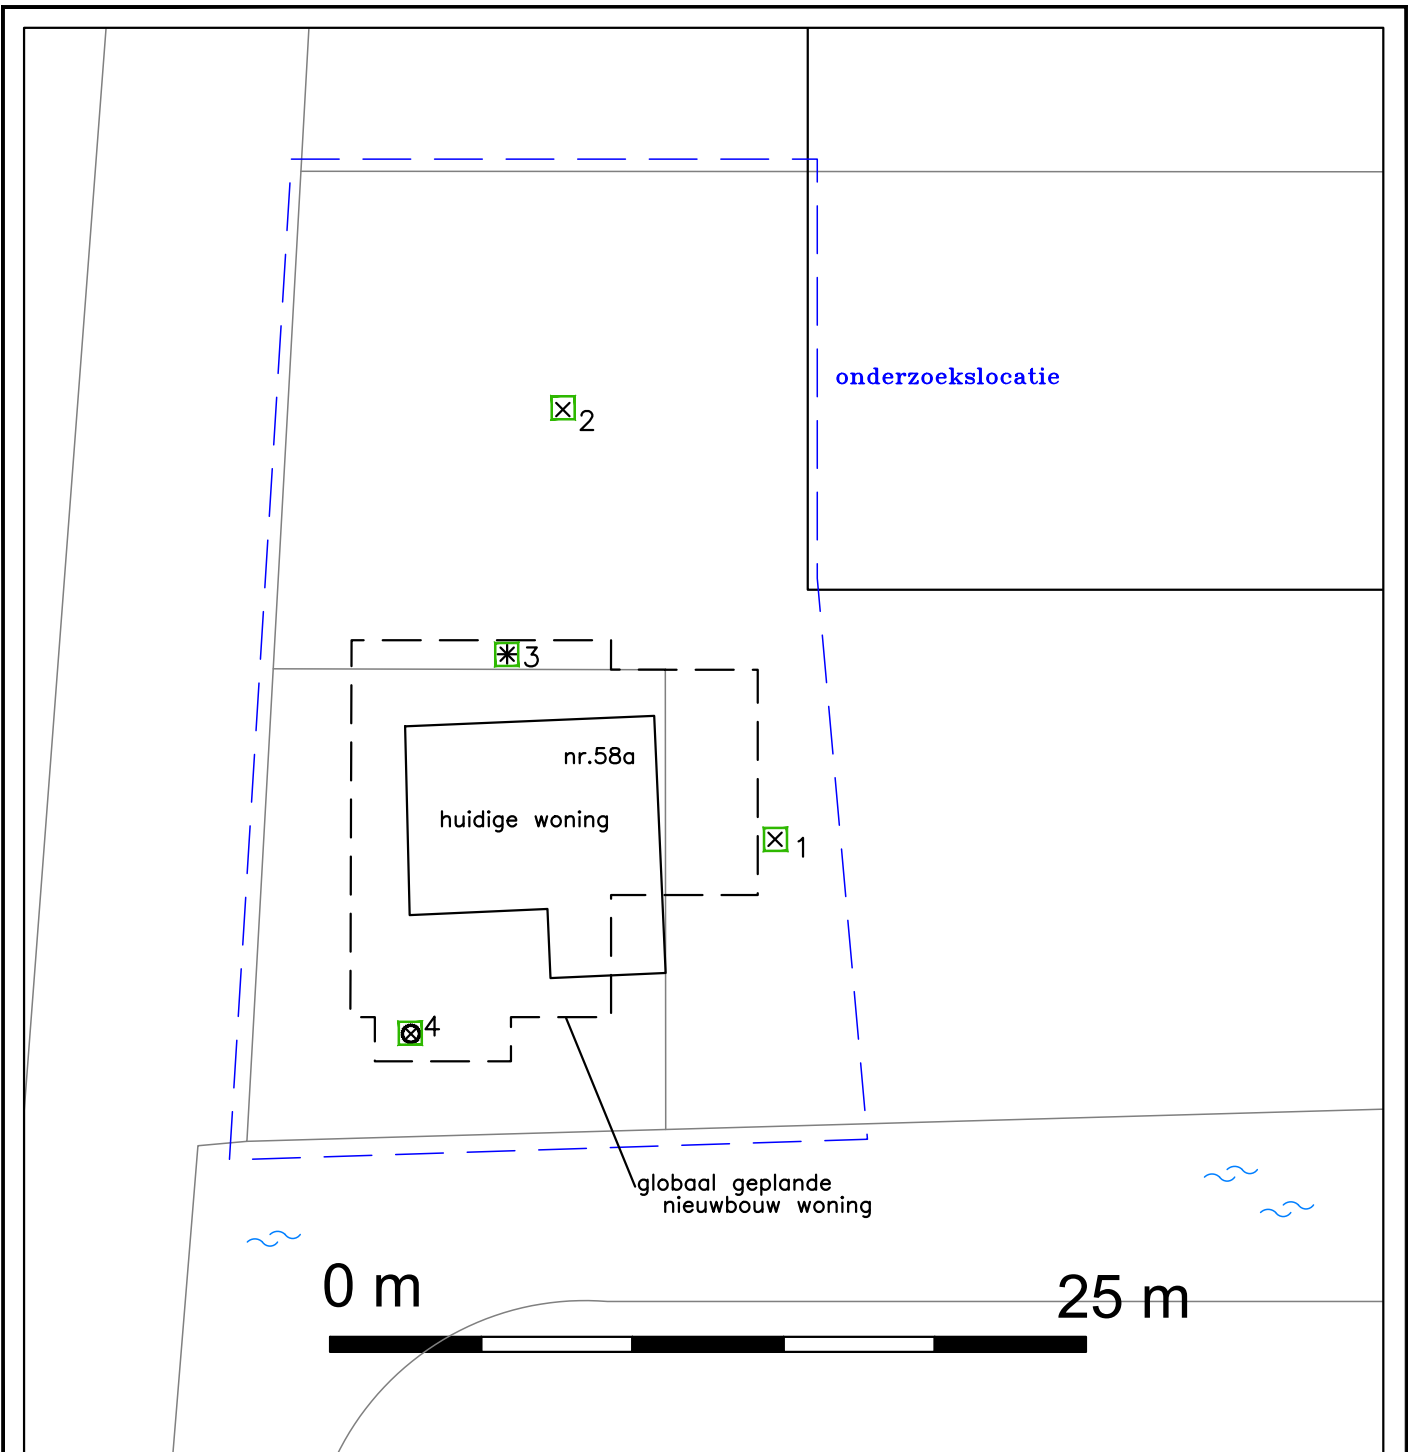 onderzoekslocatie
2
3
nr.58a
huidige woning
1
4
globaal geplande
nieuwbouw woning
0 m
25 m